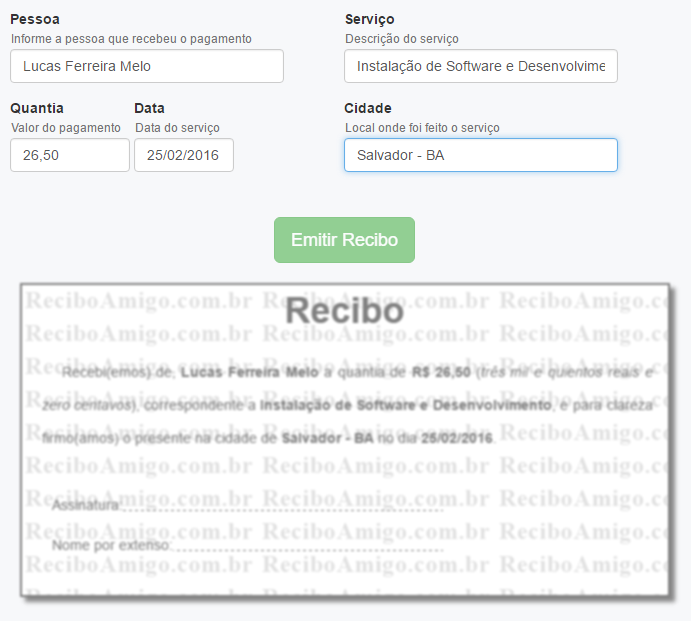 Pessoa
Informe a pessoa que recebeu o pagamento
Lucas Ferreira Melo
Serviço
Descrição do serviço
Instalação de Software e Desenvolvime
Quantia
Valor do pagamento
26,50
Data
Data do serviço
25/02/2016
Cidade
Local onde foi feito o serviço
Salvador - BA
Emitir Recibo
ReciboAmigo.com.br ReciboAmigo.com.br ReciboAmigo.c
Recibo
Recebi(emos) de, Lucas Ferreira Melo a quantia de R$ 26,50 (três mil e quientos reais e
zero centavos), correspondente a Instalação de Software e Desenvolvimento, e para clareza
firmo(amos) o presente na cidade de Salvador - BA no dia 25/02/2016.
Assinatura:
Nome por extenso: